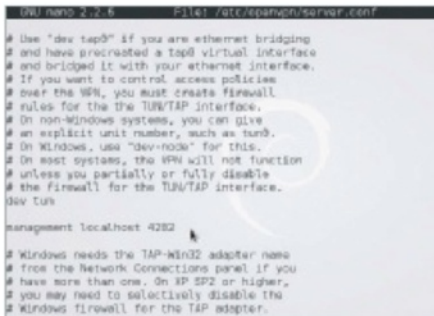 GNU nano 2.2.6 File: /etc/openvpn/server.conf
# Use "dev tap0" if you are ethernet bridging
# and have precreated a tap0 virtual interface
# and bridged it with your ethernet interface.
# If you want to control access policies
# over the VPN, you must create firewall
# rules for the the TUN/TAP interface.
# On non-Windows systems, you can give
# an explicit unit number, such as tun0.
# On Windows, use "dev-node" for this.
# On most systems, the VPN will not function
# unless you partially or fully disable
# the firewall for the TUN/TAP interface.
dev tun
management localhost 4282
# Windows needs the TAP-Win32 adapter name
# from the Network Connections panel if you
# have more than one. On XP SP2 or higher,
# you may need to selectively disable the
# Windows firewall for the TAP adapter.